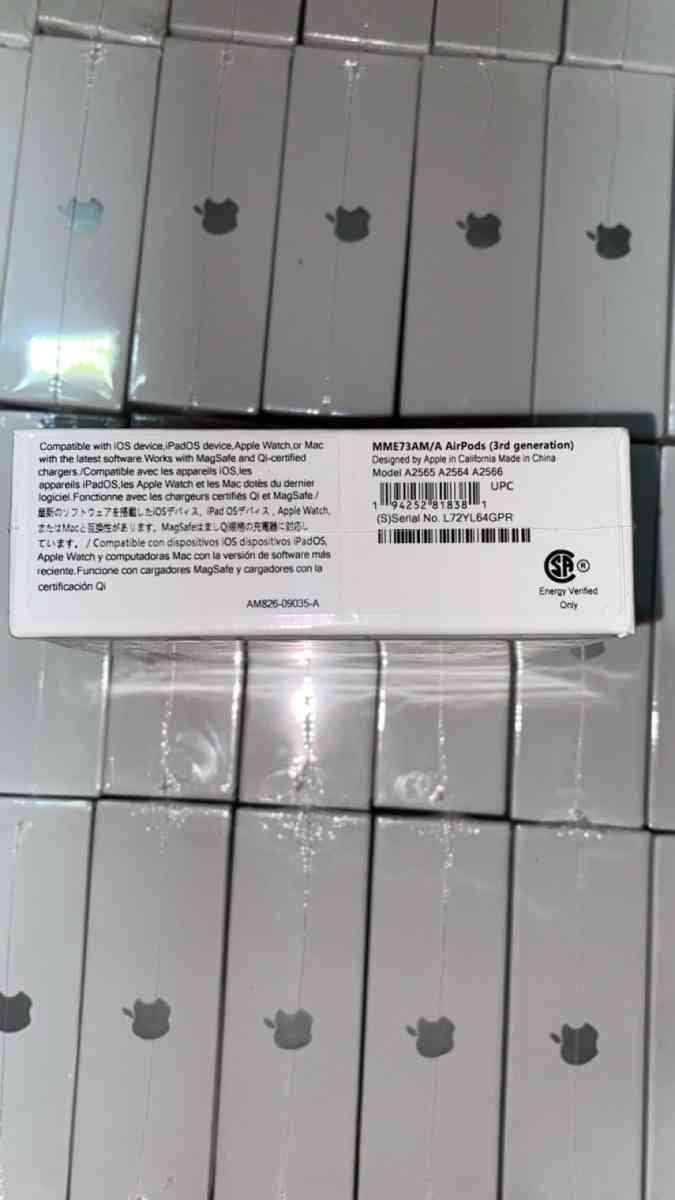 Compatible with iOS device,iPadOS device,Apple Watch,or Mac
with the latest software.Works with MagSafe and Qi-certified
chargers./Compatible avec les appareils iOS,les
appareils iPadOS,les Apple Watch et les Mac dotès du dernier
logiciel.Fonctionne avec les chargeurs certifiés Qi et MagSafe./
最新のソフトウェアを搭載したiOSデバイス, iPad OSデバイス, Apple Watch,
またはMacと互換性があります。MagSafeはましQi規格の充電器に対応し
ています。/ Compatible con dispositivos iOS dispositivos iPadOS,
Apple Watch y computadoras Mac con la versión de software más
reciente.Funcione con cargadores MagSafe y cargadores con la
certificación Qi
AM826-09035-A
MME73AM/A AirPods (3rd generation)
Designed by Apple in California Made in China
Model A2565 A2564 A2566
UPC
1 94252 81838 1
(S)Serial No. L72YL64GPR
SA ®
Energy Verified
Only